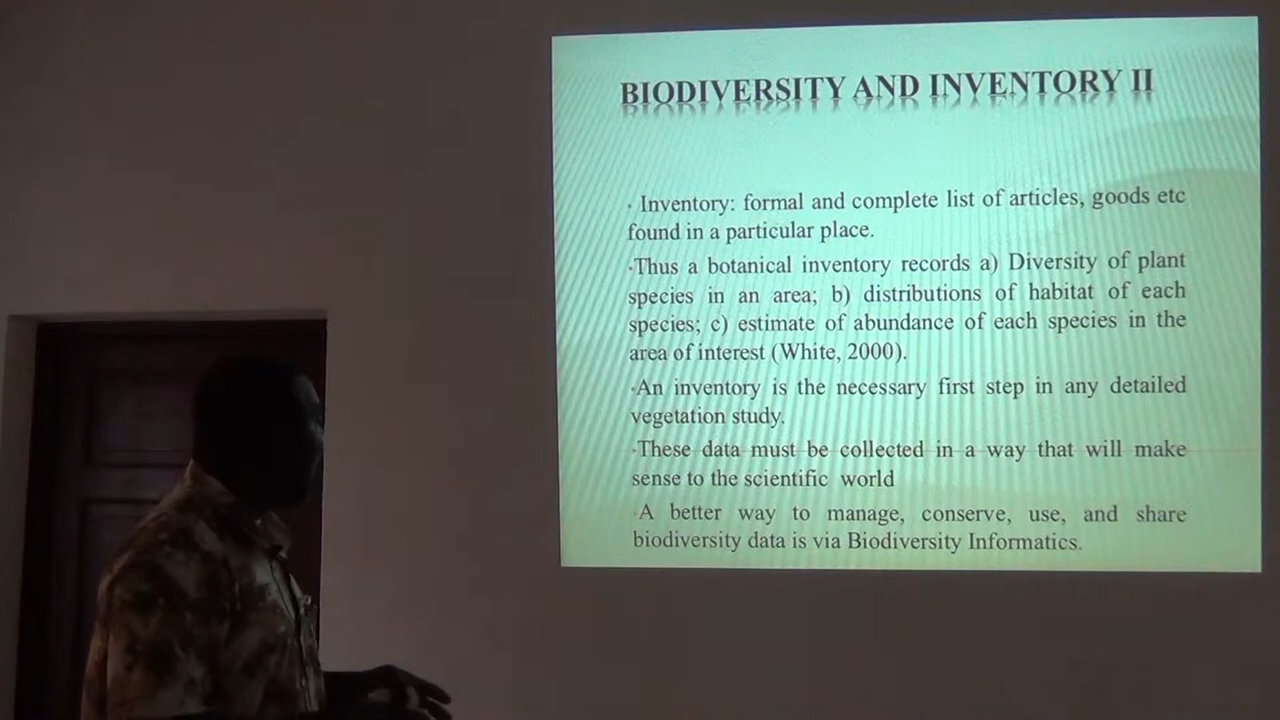 BIODIVERSITY AND INVENTORY II
• Inventory: formal and complete list of articles, goods etc
found in a particular place.
•Thus a botanical inventory records a) Diversity of plant
species in an area; b) distributions of habitat of each
species; c) estimate of abundance of each species in the
area of interest (White, 2000).
•An inventory is the necessary first step in any detailed
vegetation study.
•These data must be collected in a way that will make
sense to the scientific world
•A better way to manage, conserve, use, and share
biodiversity data is via Biodiversity Informatics.